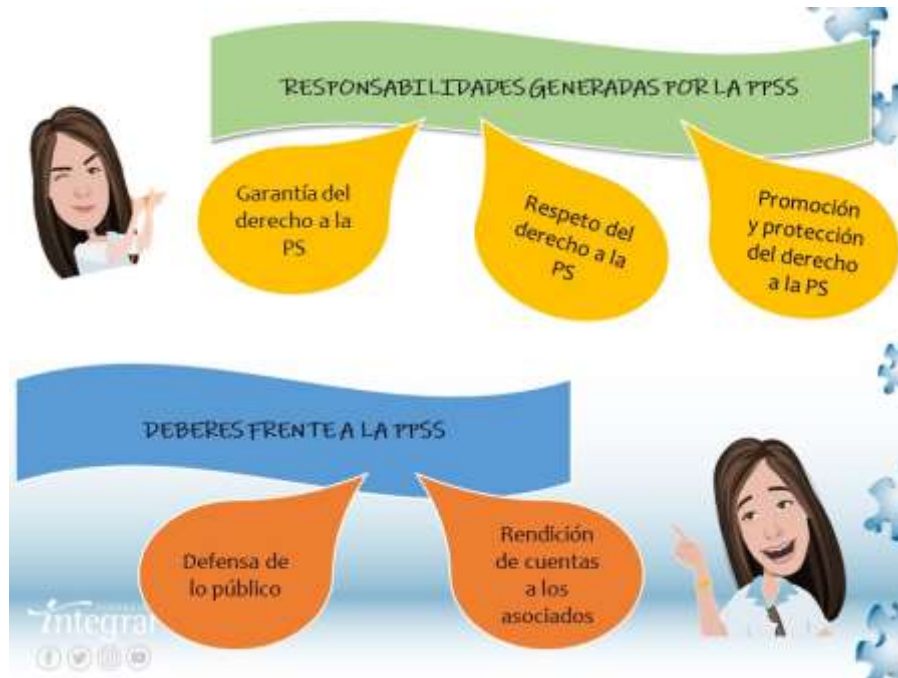 RESPONSABILIDADES GENERADAS POR LA PPSS
Garantía del
derecho a la
PS
Respeto del
derecho a la
PS
Promoción
y protección
del derecho
a la PS
DEBERES FRENTE A LA PPSS
Defensa de
lo público
Rendición
de cuentas
a los
asociados
integral